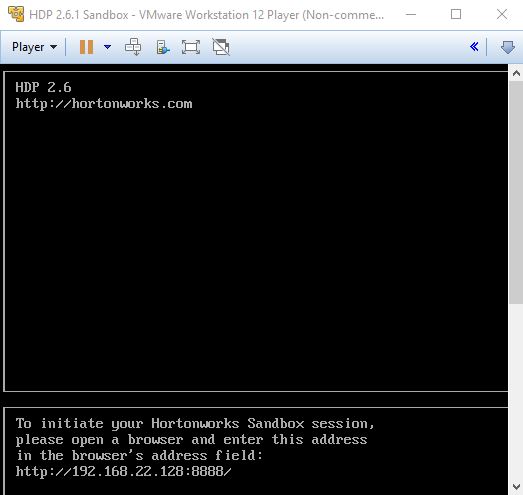 HDP 2.6.1 Sandbox - VMware Workstation 12 Player (Non-comme...
Player
HDP 2.6
http://hortonworks.com
To initiate your Hortonworks Sandbox session,
please open a browser and enter this address
in the browser's address field:
http://192.168.22.128:8888/